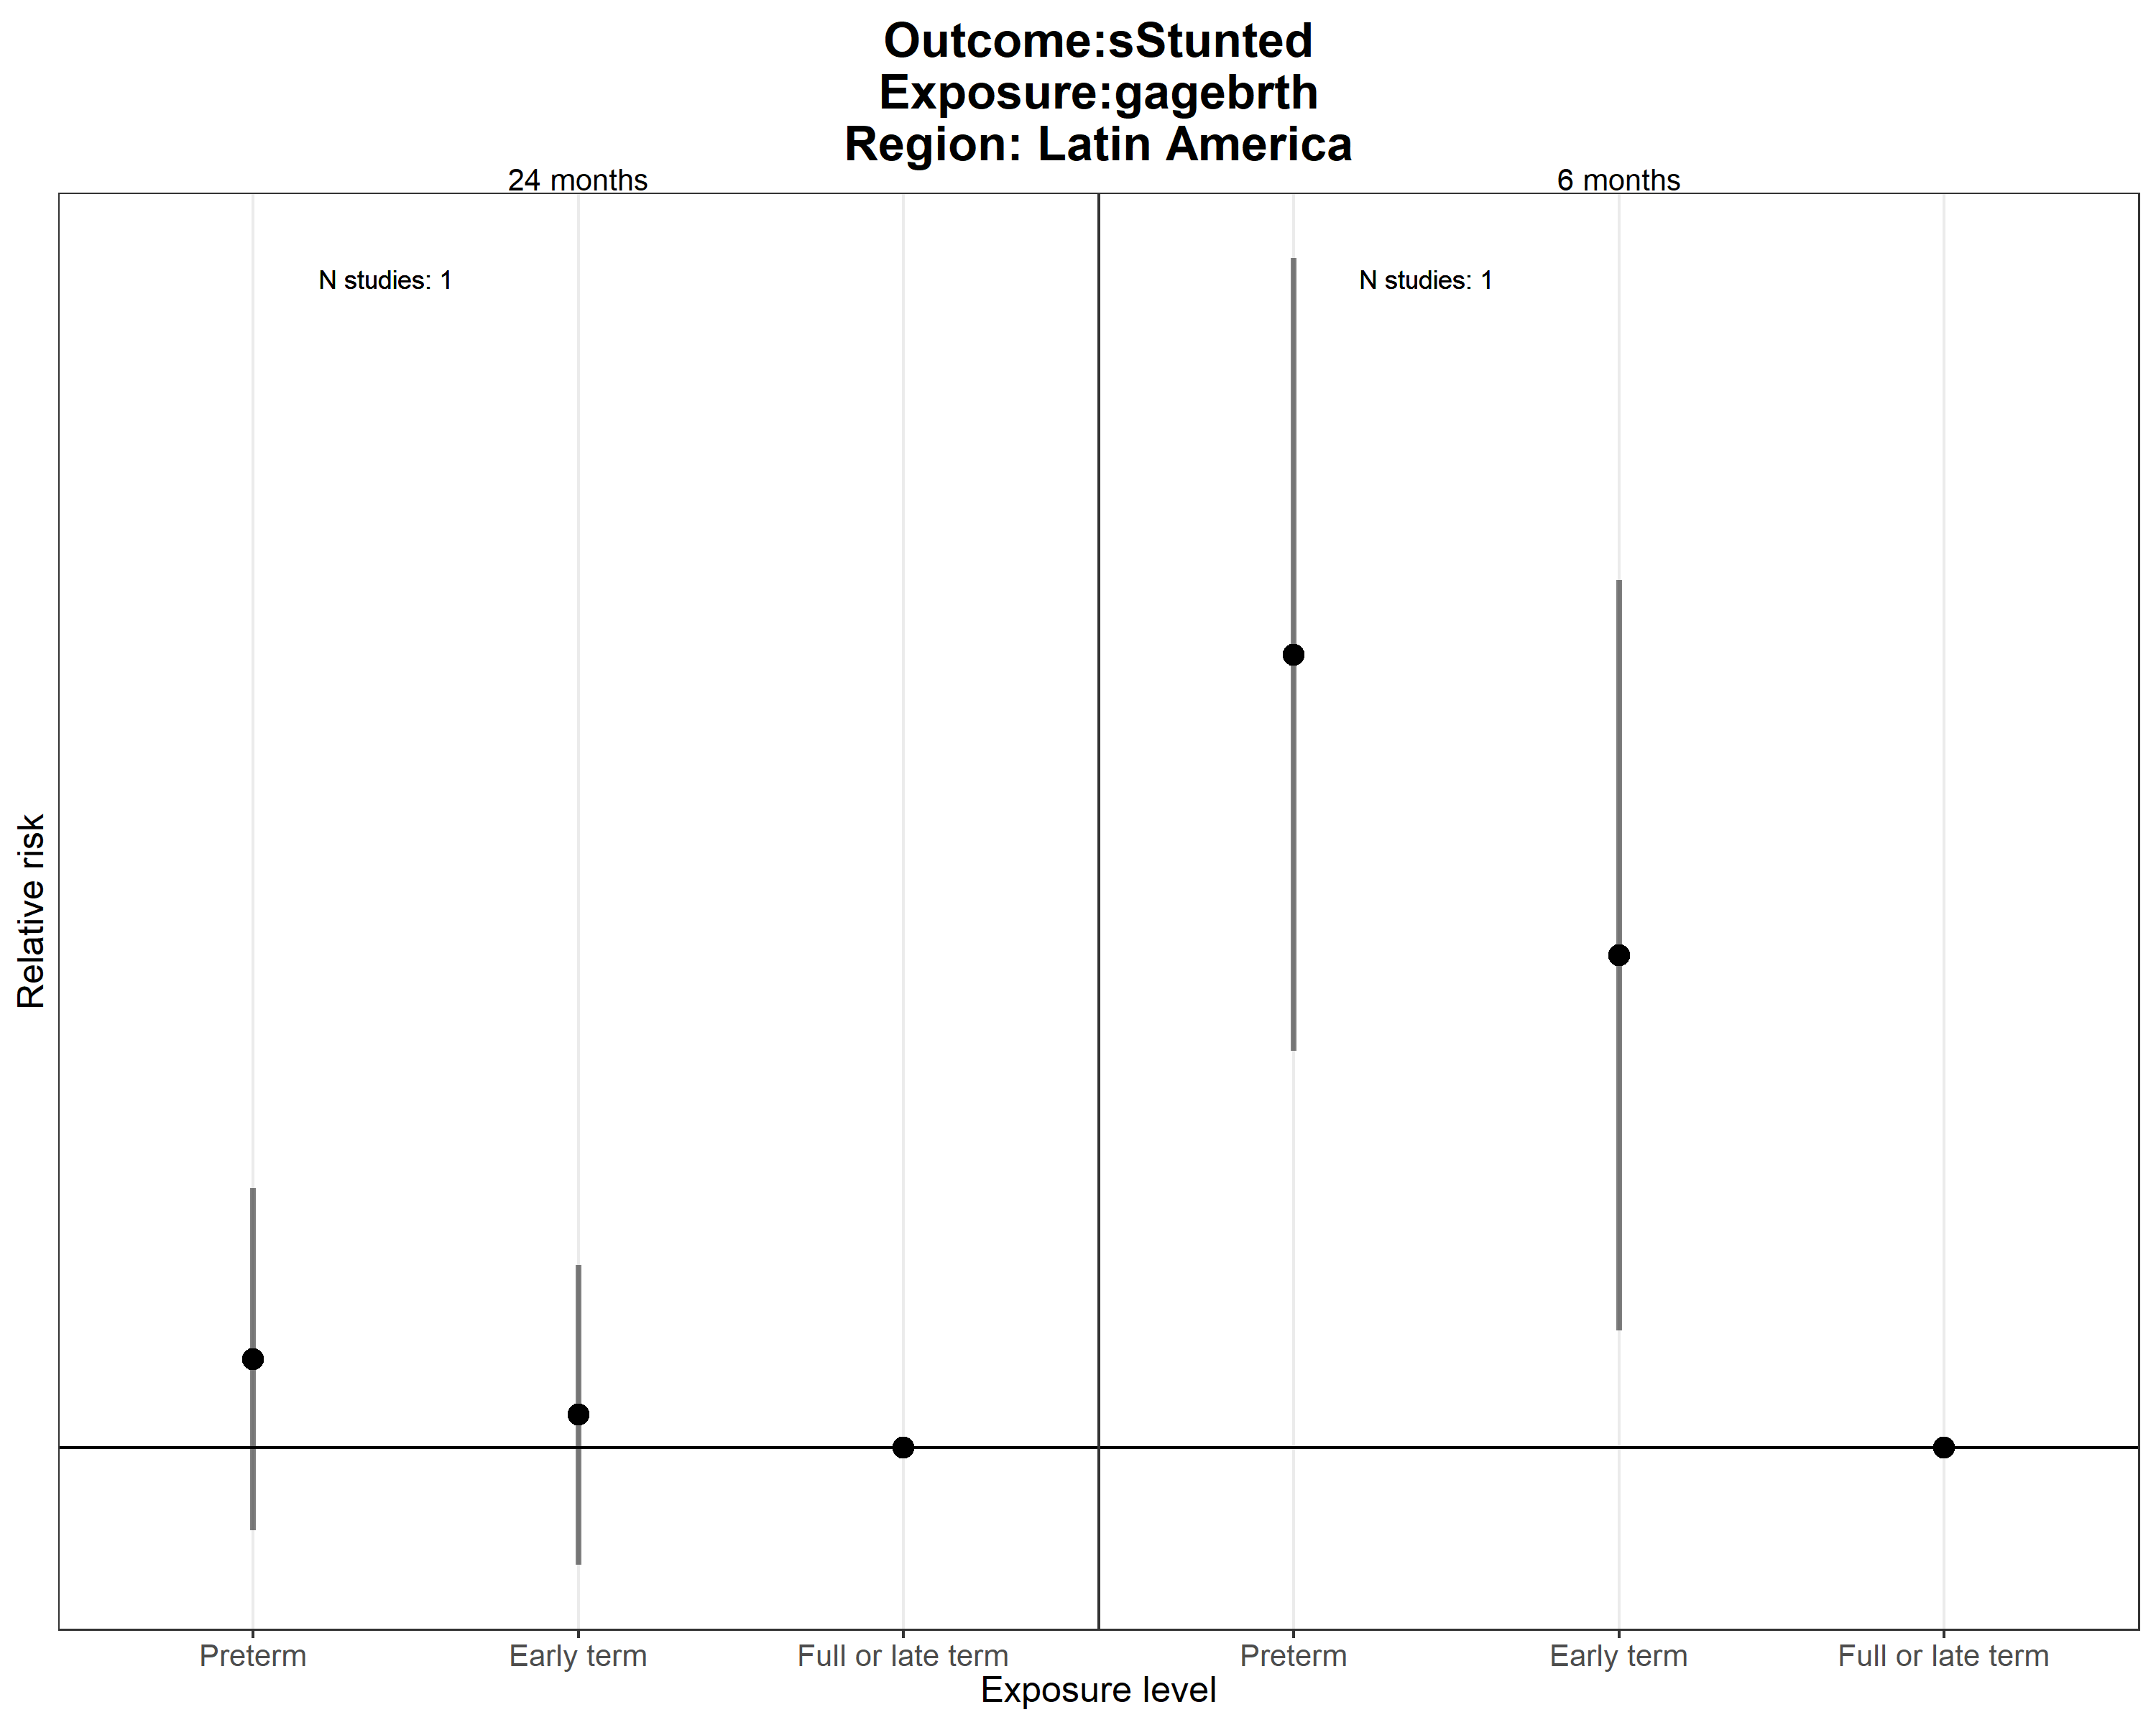 Outcome:sStunted
Exposure:gagebrth
Region: Latin America
24 months
6 months
N studies: 1
N studies: 1
Relative risk
Preterm
Early term
Full or late term
Preterm
Early term
Full or late term
Exposure level